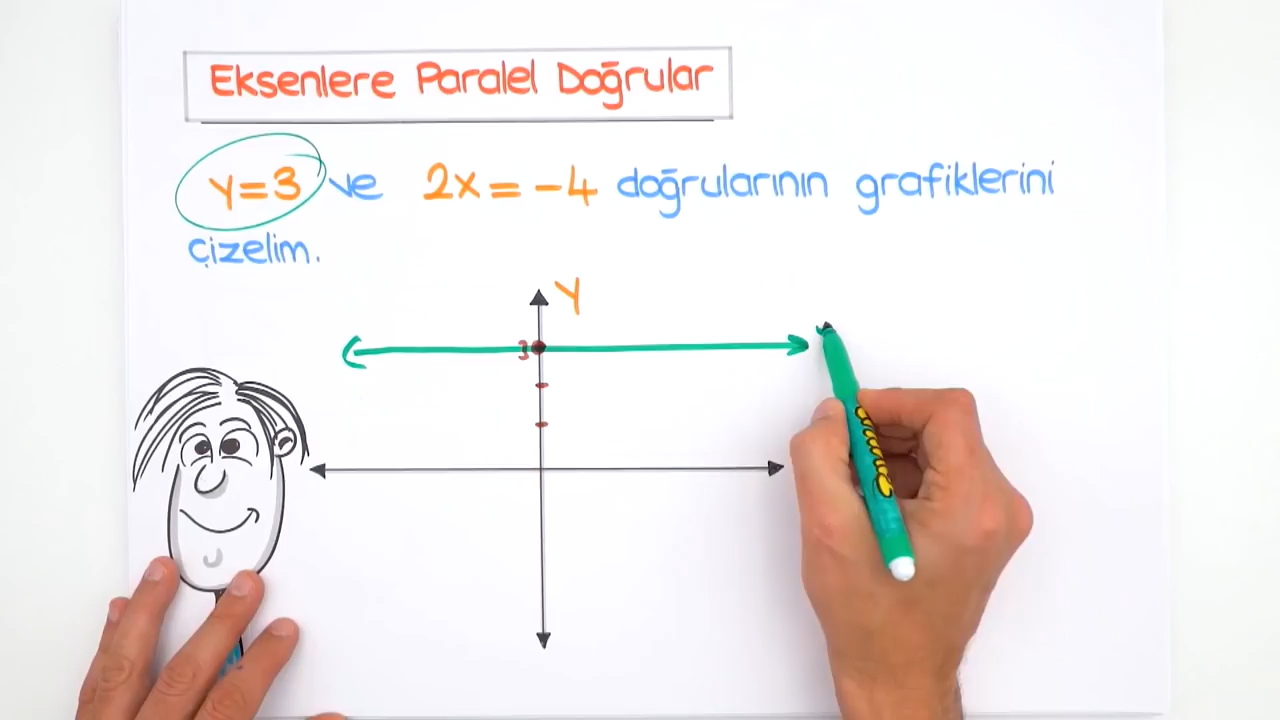 Eksenlere Paralel Doğrular
y=3 ve 2x = -4 doğrularının grafiklerini
çizelim.
y
3